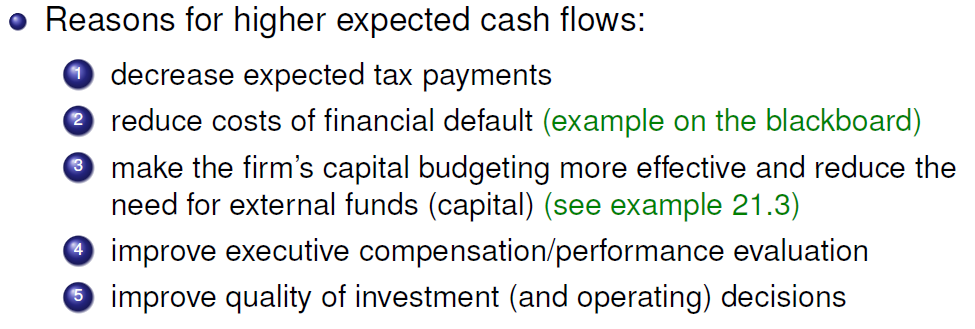 Reasons for higher expected cash flows:
1 decrease expected tax payments
2 reduce costs of financial default (example on the blackboard)
3 make the firm's capital budgeting more effective and reduce the
need for external funds (capital) (see example 21.3)
4 improve executive compensation/performance evaluation
5 improve quality of investment (and operating) decisions